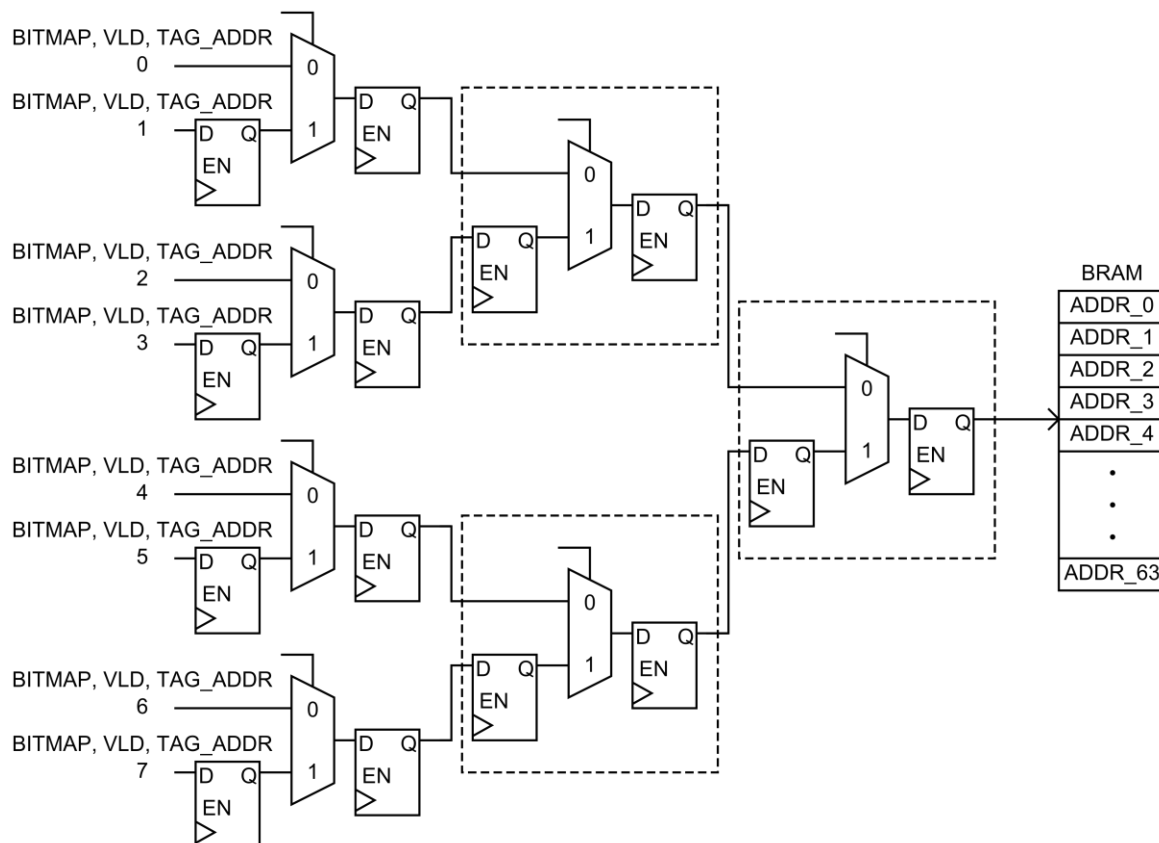 BITMAP, VLD, TAG_ADDR
0
0
BITMAP, VLD, TAG_ADDR
1
D Q
EN
1
D Q
EN
BITMAP, VLD, TAG_ADDR
2
0
BITMAP, VLD, TAG_ADDR
3
D Q
EN
1
D Q
EN
0
1
D Q
EN
D Q
EN
BITMAP, VLD, TAG_ADDR
4
0
BITMAP, VLD, TAG_ADDR
5
D Q
EN
1
D Q
EN
BITMAP, VLD, TAG_ADDR
6
0
BITMAP, VLD, TAG_ADDR
7
D Q
EN
1
D Q
EN
0
1
D Q
EN
D Q
EN
0
1
D Q
EN
D Q
EN
BRAM
ADDR_0
ADDR_1
ADDR_2
ADDR_3
ADDR_4
ADDR_63